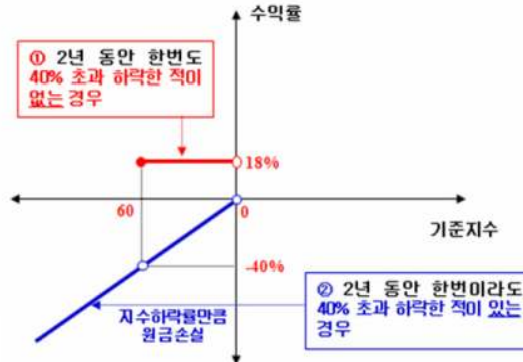 수익률
① 2년 동안 한번도
40% 초과 하락한 적이
없는 경우
18%
60
0
기준지수
-40%
지수하락률만큼
원금손실
② 2년 동안 한번이라도
40% 초과 하락한 적이 있는
경우